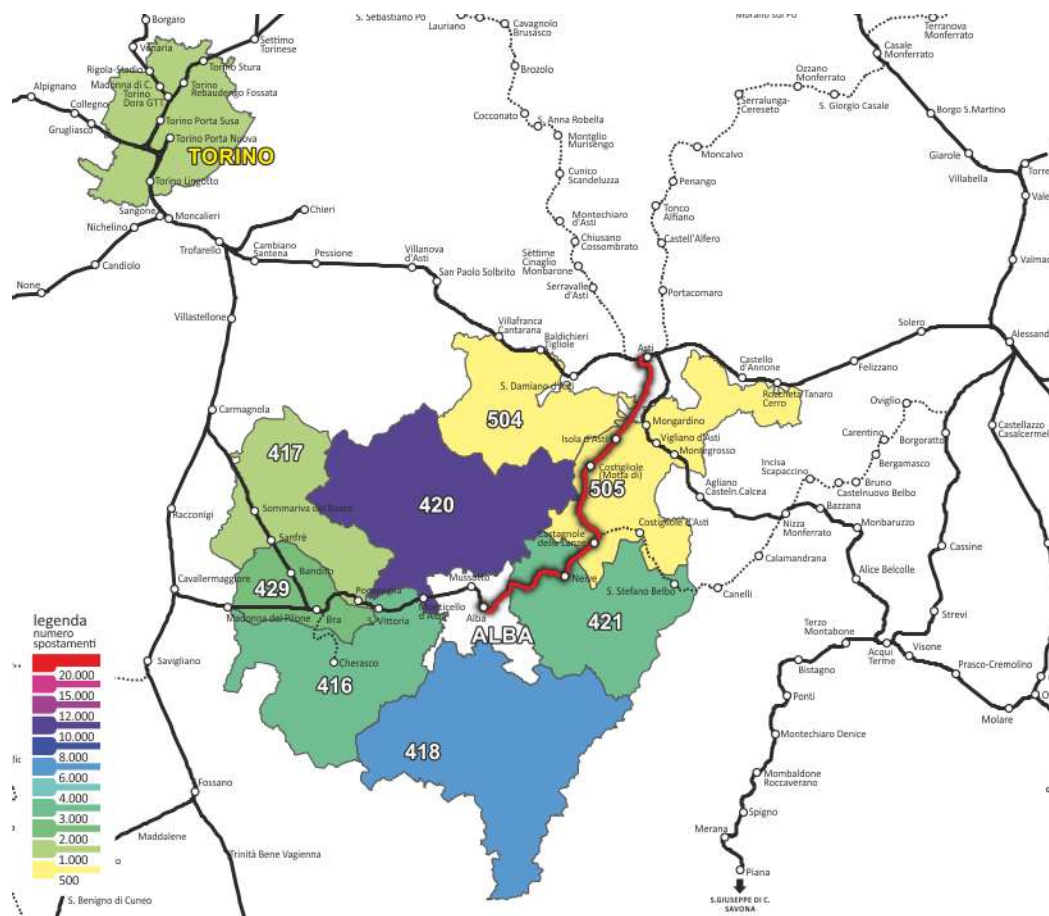 Borgaro
Venaria
Settimo
Torinese
Rigola-Stadio
Madonna di C.
Torino
Dora GTT
Torino Stura
Torino
Rebaudengo Fossata
Alpignano
Collegno
Grugliasco
Torino Porta Susa
Torino Porta Nuova
TORINO
Torino Lingotto
Sangone
Moncalieri
Nichelino
Trofarello
Chieri
Candiolo
None
Cambiano
Santena
Pessione
Villanova
d'Asti
San Paolo Solbrito
Villastellone
Villafranca
Cantarana
Baldichieri
Tigliole
S. Damiano d'Asti
S. Sebastiano Po
Lauriano
Cavagnolo
Brusasco
Brozolo
Cocconato
S. Anna Robella
Montglio
Murisengo
Cunico
Scandeluzza
Montechiaro
d'Asti
Chiusano
Cossombrato
Sèttime
Cinaglio
Monbarone
Serravalle
d'Asti
Asti
Morano sul Po
Terranova
Monferrato
Casale
Monferrato
Ozzano
Monferrato
Serralunga-
Cereseto
S. Giorgio Casale
Borgo S.Martino
Moncalvo
Penango
Tonco
Alfiano
Castell'Alfero
Portacomaro
Giarole
Villabella
Torre
Vale
Valmad
Solero
Alessand
Felizzano
Castello
d'Annone
Rocchetta Tanaro
Cerro
Mongardino
Vigliano d'Asti
Montegrosso
Isola d'Asti
Costigliole
(Motta di)
Agliano
Casteln.Calcea
Incisa
Scapaccino
Carentino
Oviglio
Borgoratto
Bergamasco
Bruno
Castelnuovo Belbo
Castellazzo
Casalcermel
Bazzana
Nizza
Monferrato
Monbaruzzo
Calamandrana
Alice Belcolle
Cassine
Canelli
Costigliole d'Asti
Castagnole
delle Lanze
Neive
S. Stefano Belbo
Strevi
Terzo
Montabone
Acqui
Terme
Visone
Prasco-Cremolino
Molare
Bistagno
Ponti
Montechiaro Denice
Mombaldone
Roccaverano
Spigno
Merana
Piana
S.GIUSEPPE DI C.
SAVONA
Carmagnola
Racconigi
Sommariva del Bosco
Sanfrè
Bandito
Cavallermaggiore
Madonna del Pilone
Bra
Pocapaglia
S. Vittoria
Monticello
d'Alba
Mussotto
Alba
ALBA
Cherasco
Savigliano
Fossano
Maddalene
Trinità Bene Vagienna
S. Benigno di Cuneo
504
505
417
420
429
416
418
421
legenda
numero
spostamenti
20.000
15.000
12.000
10.000
8.000
6.000
4.000
3.000
2.000
1.000
500